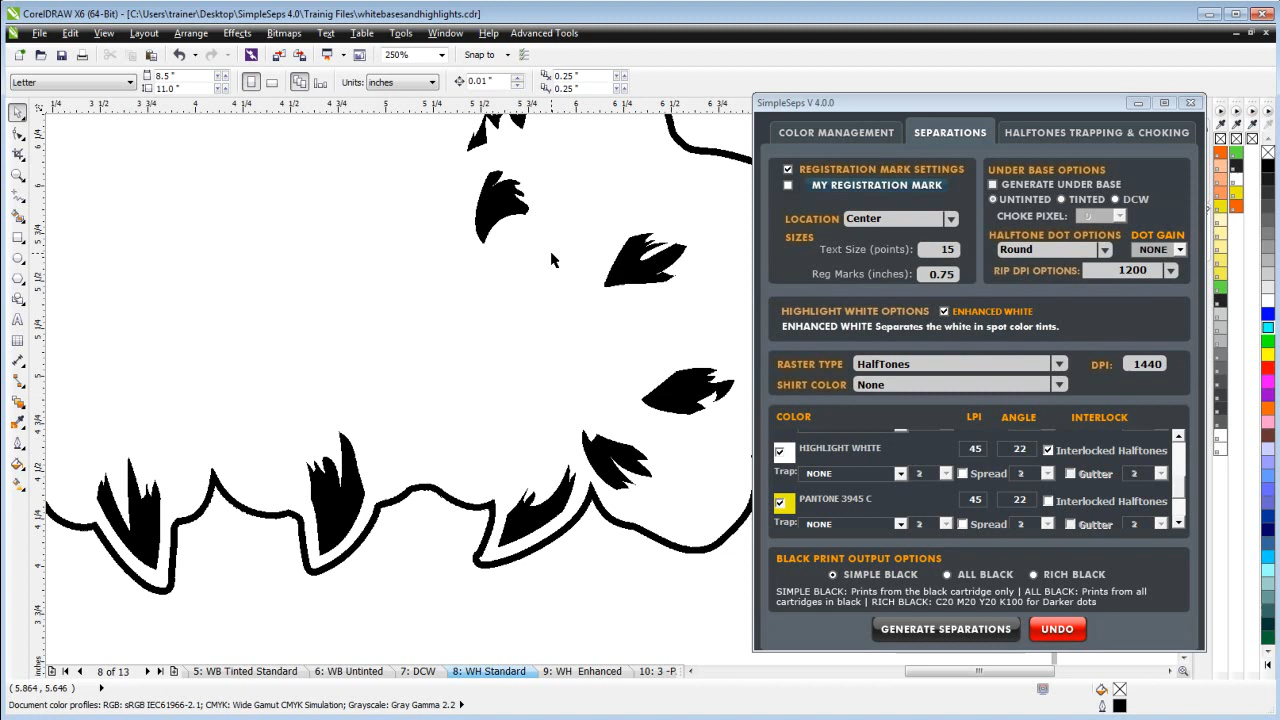 CorelDRAW X6 (64-Bit) - [C:\Users\trainer\Desktop\SimpleSeps 4.0\Trainig Files\whitebasesandhighlights.cdr]
File Edit View Layout Arrange Effects Bitmaps Text Table Tools Window Help Advanced Tools
250% Snap to
Letter 8.5 " 11.0 " Units: inches 0.01 " 0.25 " 0.25 "
SimpleSeps V 4.0.0
COLOR MANAGEMENT SEPARATIONS HALFTONES TRAPPING & CHOKING
REGISTRATION MARK SETTINGS
MY REGISTRATION MARK
LOCATION Center
SIZES
Text Size (points): 15
Reg Marks (inches): 0.75
UNDER BASE OPTIONS
GENERATE UNDER BASE
UNTINTED TINTED DCW
CHOKE PIXEL: 0
HALFTONE DOT OPTIONS DOT GAIN
Round NONE
RIP DPI OPTIONS: 1200
HIGHLIGHT WHITE OPTIONS ENHANCED WHITE
ENHANCED WHITE Separates the white in spot color tints.
RASTER TYPE HalfTones DPI: 1440
SHIRT COLOR None
COLOR LPI ANGLE INTERLOCK
HIGHLIGHT WHITE 45 22 Interlocked Halftones
Trap: NONE 2 Spread 2 Gutter 2
PANTONE 3945 C 45 22 Interlocked Halftones
Trap: NONE 2 Spread 2 Gutter 2
BLACK PRINT OUTPUT OPTIONS
SIMPLE BLACK ALL BLACK RICH BLACK
SIMPLE BLACK: Prints from the black cartridge only | ALL BLACK: Prints from all
cartridges in black | RICH BLACK: C20 M20 Y20 K100 for Darker dots
GENERATE SEPARATIONS UNDO
8 of 13 5: WB Tinted Standard 6: WB Untinted 7: DCW 8: WH Standard 9: WH Enhanced 10: 3 -P
( 5.864 , 5.646 )
Document color profiles: RGB: sRGB IEC61966-2.1; CMYK: Wide Gamut CMYK Simulation; Grayscale: Gray Gamma 2.2